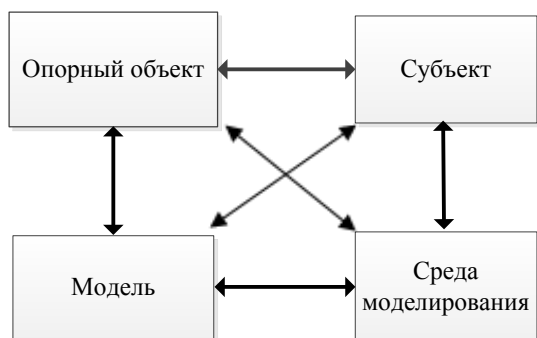 Опорный объект
Субъект
Модель
Среда
моделирования